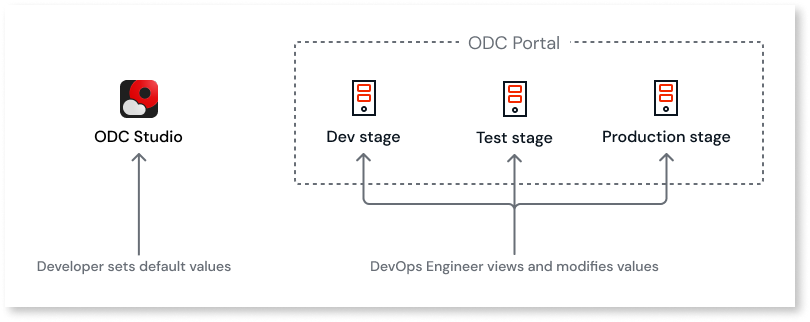 ODC Portal
ODC Studio
Dev stage
Test stage
Production stage
Developer sets default values
DevOps Engineer views and modifies values